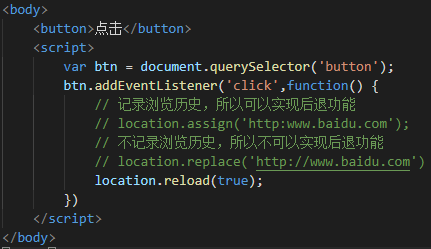 <body>
<button>点击</button>
<script>
var btn = document.querySelector('button');
btn.addEventListener('click',function() {
// 记录浏览历史，所以可以实现后退功能
// location.assign('http:www.baidu.com');
// 不记录浏览历史，所以不可以实现后退功能
// location.replace('http://www.baidu.com')
location.reload(true);
})
</script>
</body>